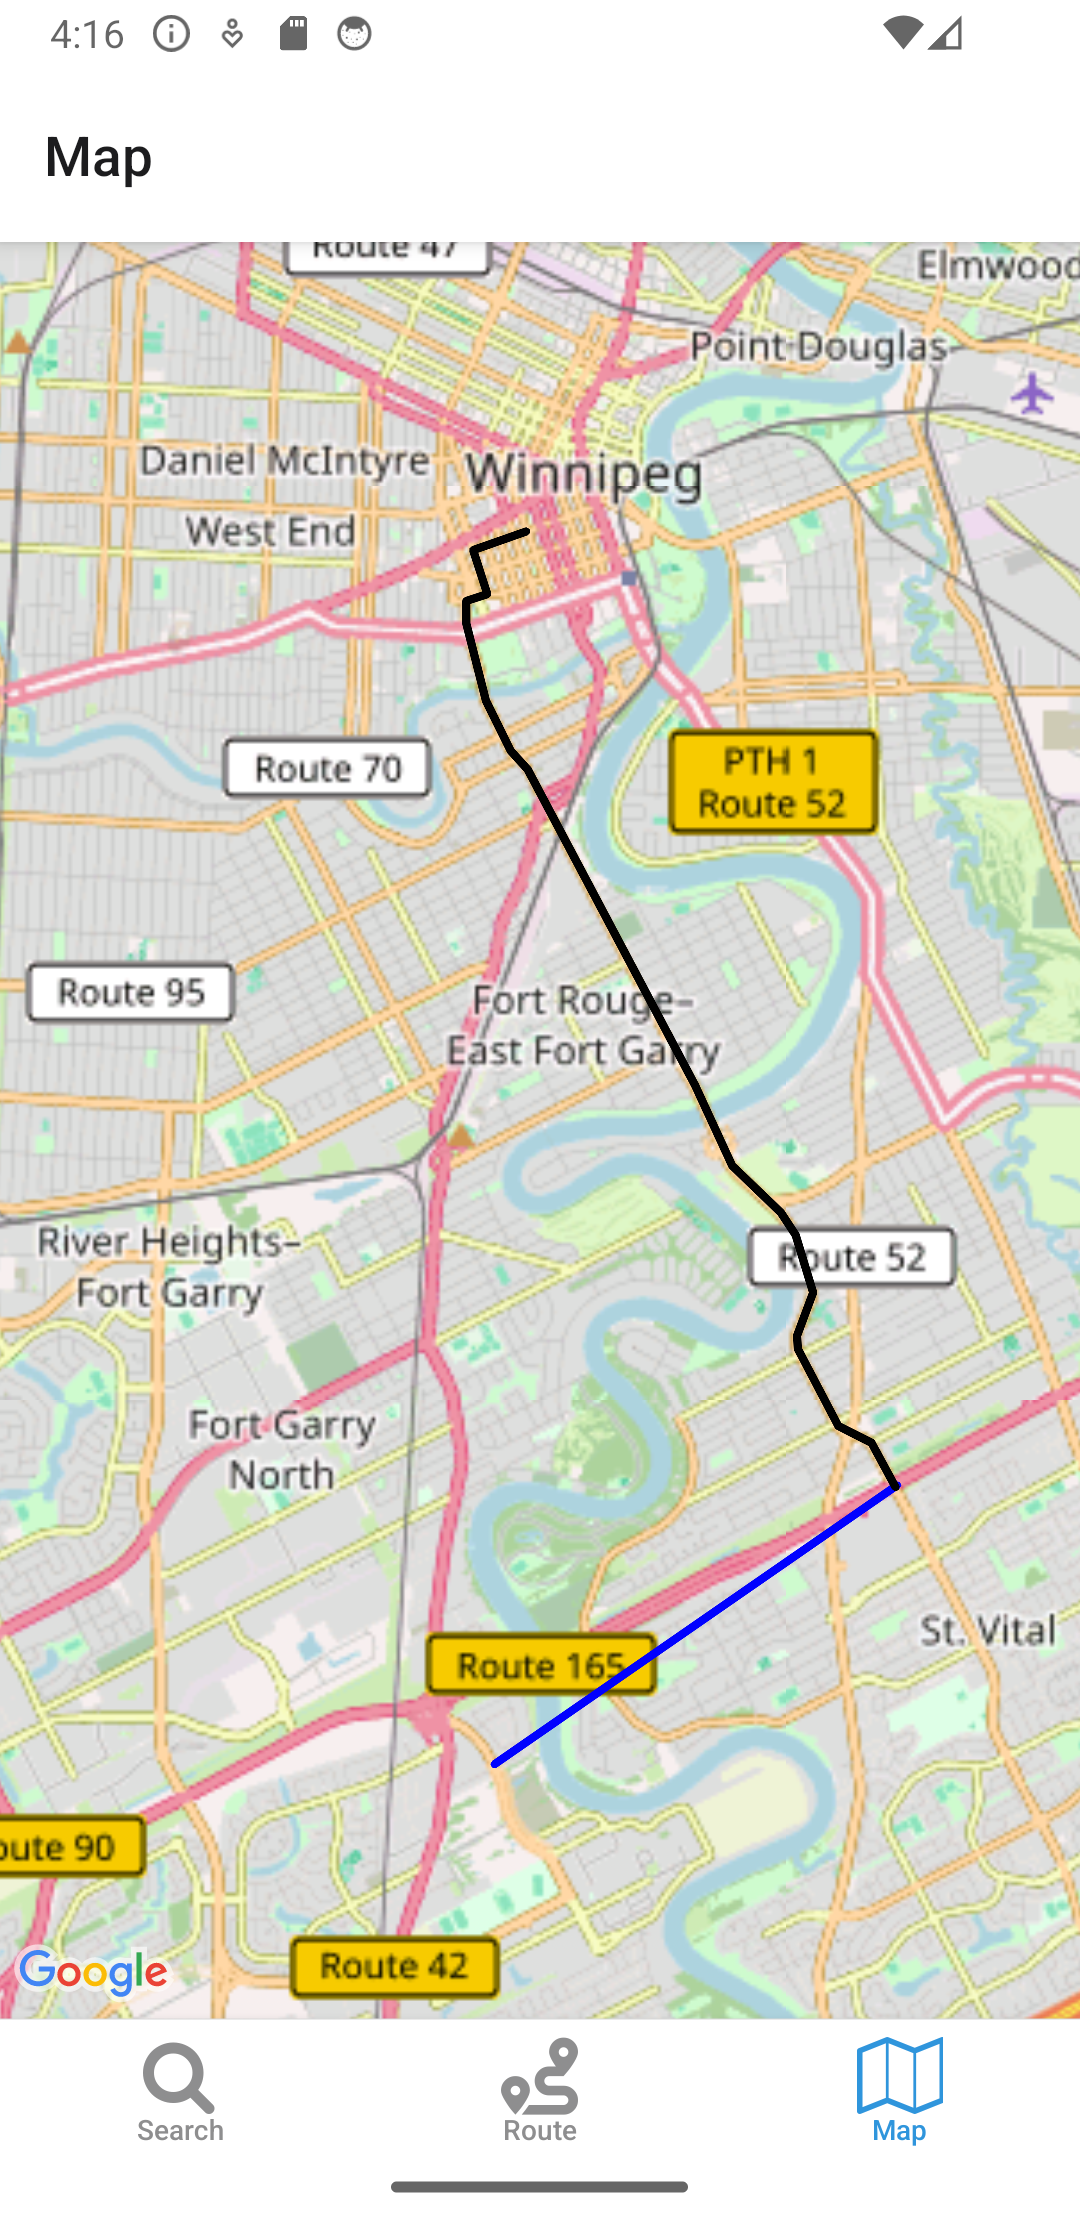 4:16
Map
Route 47
Elmwood
Point Douglas
Daniel McIntyre
Winnipeg
West End
Route 70
PTH 1
Route 52
Route 95
Fort Rouge–
East Fort Garry
River Heights–
Fort Garry
Route 52
Fort Garry
North
St. Vital
Route 165
oute 90
Route 42
Google
Search
Route
Map